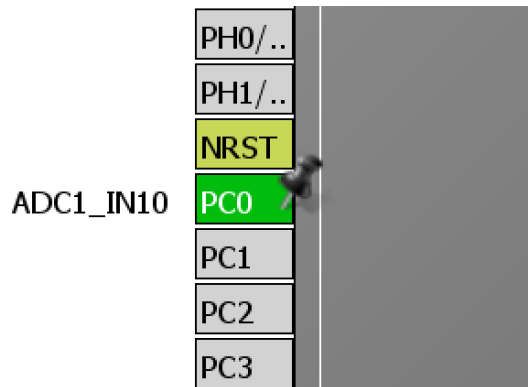 PH0/..
PH1/..
NRST
ADC1_IN10 PC0
PC1
PC2
PC3